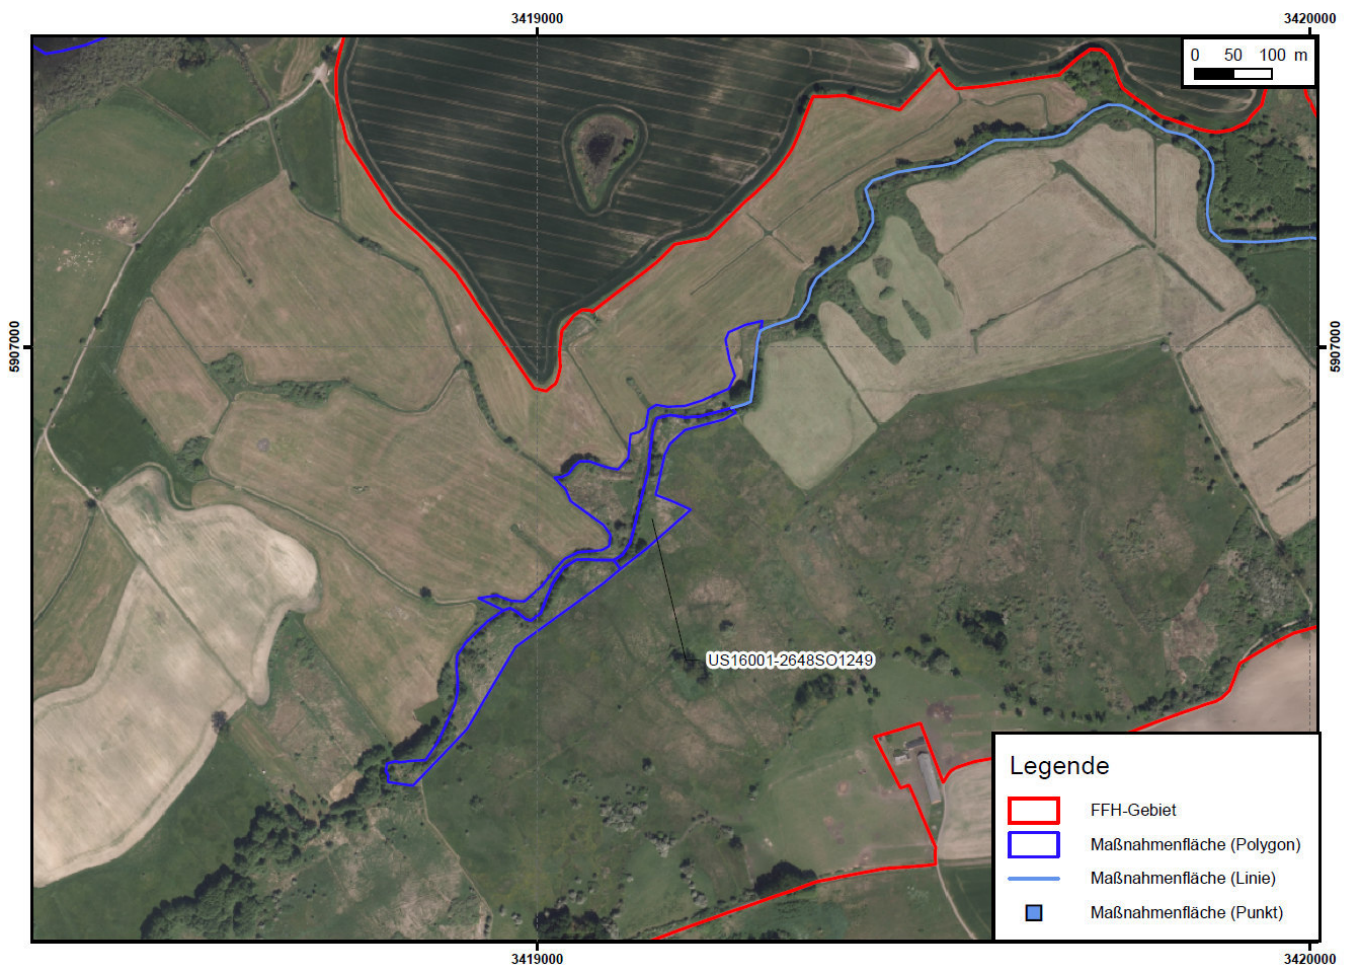 3419000
3420000
0 50 100 m
5907000
5907000
US16001-2648SO1249
Legende
FFH-Gebiet
Maßnahmenfläche (Polygon)
Maßnahmenfläche (Linie)
Maßnahmenfläche (Punkt)
3419000
3420000